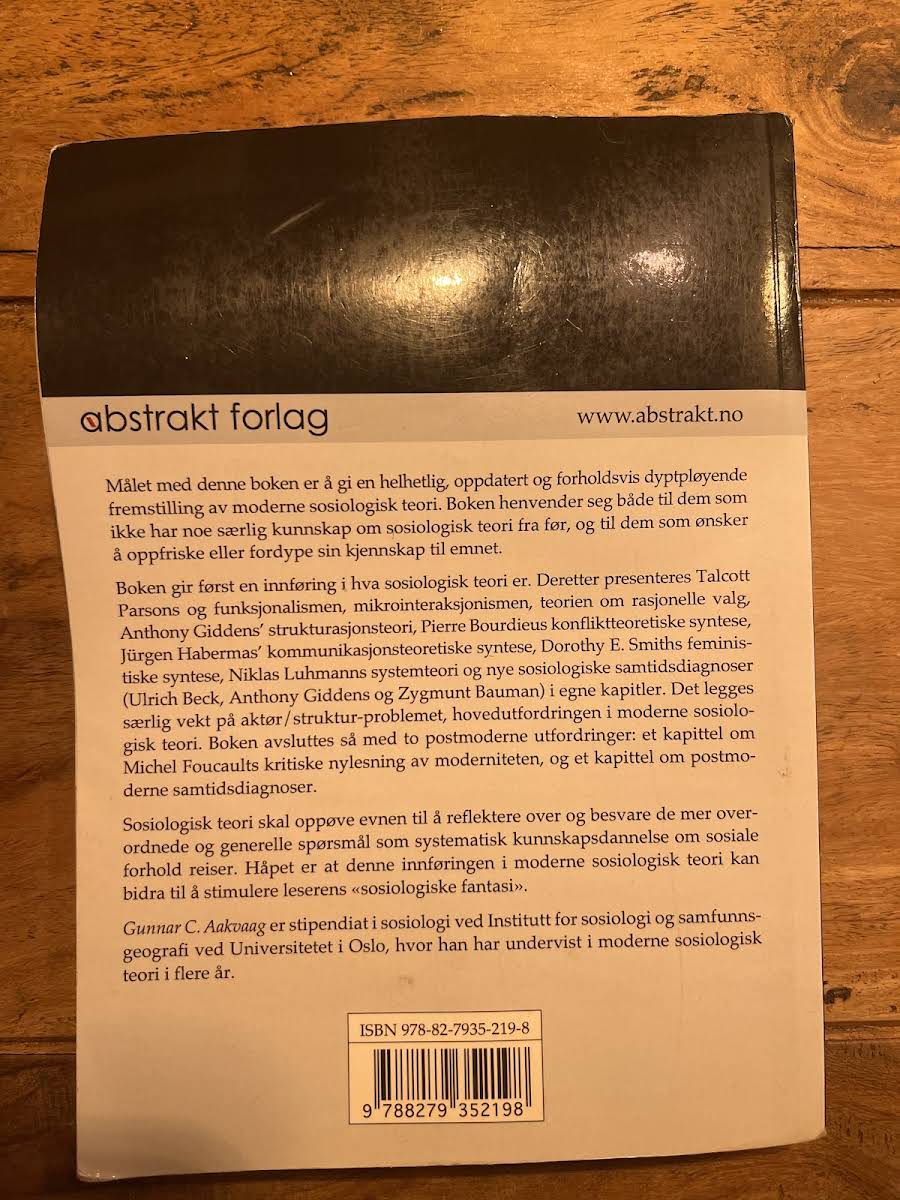 abstrakt forlag
www.abstrakt.no
Målet med denne boken er å gi en helhetlig, oppdatert og forholdsvis dyptpløyende
fremstilling av moderne sosiologisk teori. Boken henvender seg både til dem som
ikke har noe særlig kunnskap om sosiologisk teori fra før, og til dem som ønsker
å oppfriske eller fordype sin kjennskap til emnet.
Boken gir først en innføring i hva sosiologisk teori er. Deretter presenteres Talcott
Parsons og funksjonalismen, mikrointeraksjonismen, teorien om rasjonelle valg,
Anthony Giddens' strukturasjonsteori, Pierre Bourdieus konfliktteoretiske syntese,
Jürgen Habermas' kommunikasjonsteoretiske syntese, Dorothy E. Smiths feminis-
tiske syntese, Niklas Luhmanns systemteori og nye sosiologiske samtidsdiagnoser
(Ulrich Beck, Anthony Giddens og Zygmunt Bauman) i egne kapitler. Det legges
særlig vekt på aktør/struktur-problemet, hovedutfordringen i moderne sosiolo-
gisk teori. Boken avsluttes så med to postmoderne utfordringer: et kapittel om
Michel Foucaults kritiske nylesning av moderniteten, og et kapittel om postmo-
derne samtidsdiagnoser.
Sosiologisk teori skal oppøve evnen til å reflektere over og besvare de mer over-
ordnede og generelle spørsmål som systematisk kunnskapsdannelse om sosiale
forhold reiser. Håpet er at denne innføringen i moderne sosiologisk teori kan
bidra til å stimulere leserens «sosiologiske fantasi».
Gunnar C. Aakvaag er stipendiat i sosiologi ved Institutt for sosiologi og samfunns-
geografi ved Universitetet i Oslo, hvor han har undervist i moderne sosiologisk
teori i flere år.
ISBN 978-82-7935-219-8
9 788279 352198